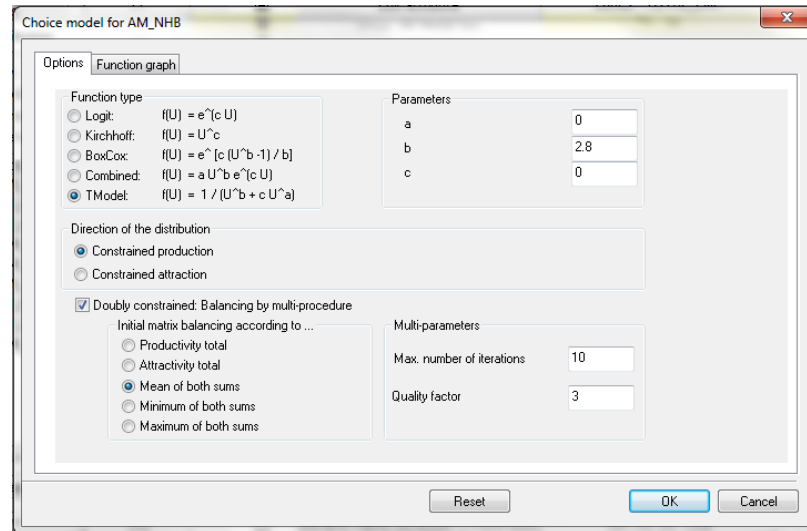 Choice model for AM_NHB
Options Function graph
Function type
Logit: f(U) = e^(c U)
Kirchhoff: f(U) = U^c
BoxCox: f(U) = e^ [c (U^b -1) / b]
Combined: f(U) = a U^b e^(c U)
TModel: f(U) = 1 / (U^b + c U^a)
Parameters
a 0
b 2.8
c 0
Direction of the distribution
Constrained production
Constrained attraction
Doubly constrained: Balancing by multi-procedure
Initial matrix balancing according to ...
Productivity total
Attractivity total
Mean of both sums
Minimum of both sums
Maximum of both sums
Multi-parameters
Max. number of iterations 10
Quality factor 3
Reset OK Cancel